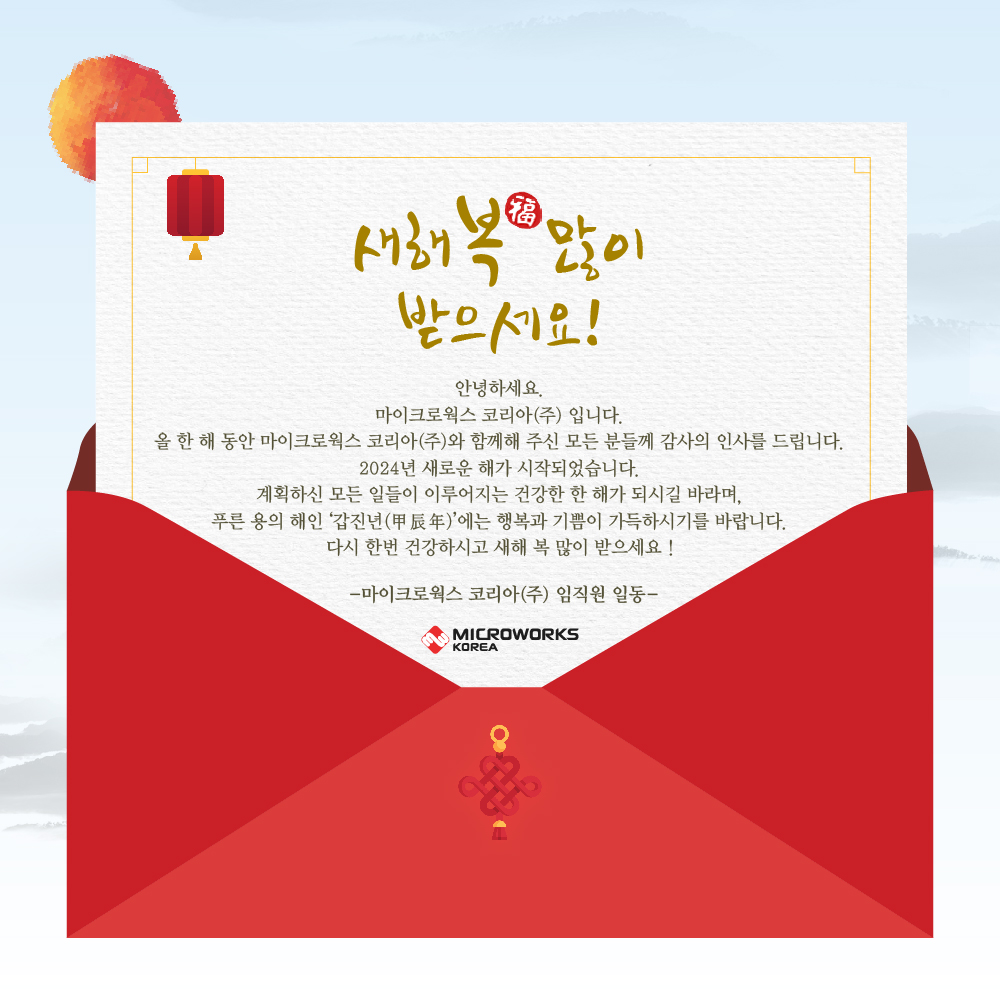 새해 복 福 많이
받으세요!
안녕하세요.
마이크로웍스 코리아(주) 입니다.
올 한 해 동안 마이크로웍스 코리아(주)와 함께해 주신 모든 분들께 감사의 인사를 드립니다.
2024년 새로운 해가 시작되었습니다.
계획하신 모든 일들이 이루어지는 건강한 한 해가 되시길 바라며,
푸른 용의 해인 ‘갑진년(甲辰年)’에는 행복과 기쁨이 가득하시기를 바랍니다.
다시 한번 건강하시고 새해 복 많이 받으세요 !
-마이크로웍스 코리아(주) 임직원 일동-
MICROWORKS
KOREA